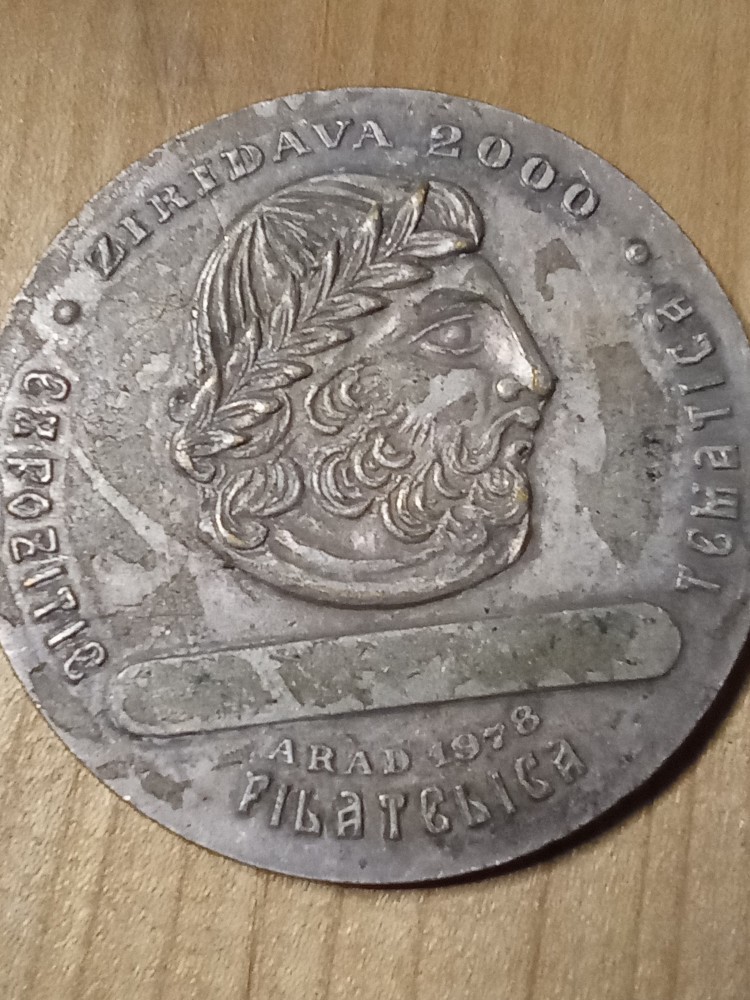 ZIRIDAVA 2000
EXPOZITIE
ARAD 1978
FILATELICA
TEMATICA